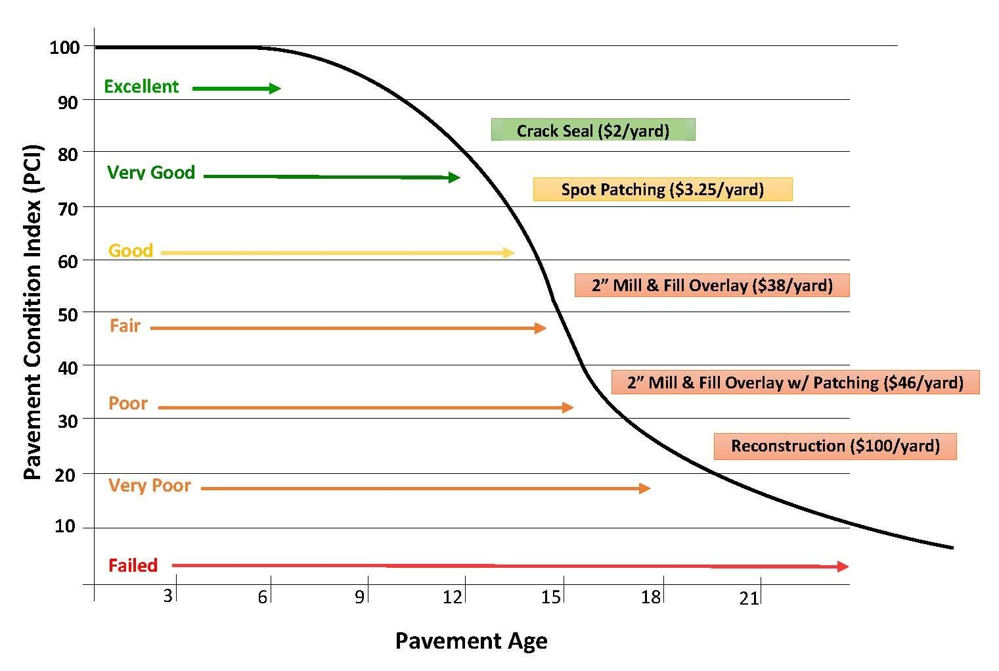 Pavement Condition Index (PCI)
100
Excellent
90
Crack Seal ($2/yard)
80
Very Good
Spot Patching ($3.25/yard)
70
Good
60
2” Mill & Fill Overlay ($38/yard)
50
Fair
40
2” Mill & Fill Overlay w/ Patching ($46/yard)
Poor
30
Reconstruction ($100/yard)
20
Very Poor
10
Failed
3 6 9 12 15 18 21
Pavement Age